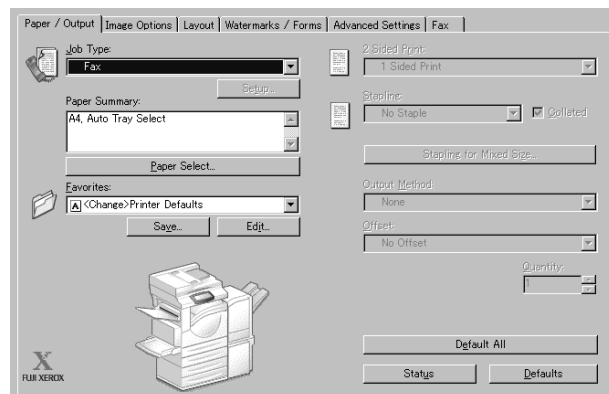 Paper / Output Image Options Layout Watermarks / Forms Advanced Settings Fax
Job Type:
Fax
Setup...
Paper Summary:
A4, Auto Tray Select
Paper Select...
Favorites:
A <Change>Printer Defaults
Save... Edit...
2 Sided Print:
1 Sided Print
Stapling:
No Staple Collated
Stapling for Mixed Size...
Output Method:
None
Offset:
No Offset
Quantity:
1
Default All
Status Defaults
X
FUJI XEROX